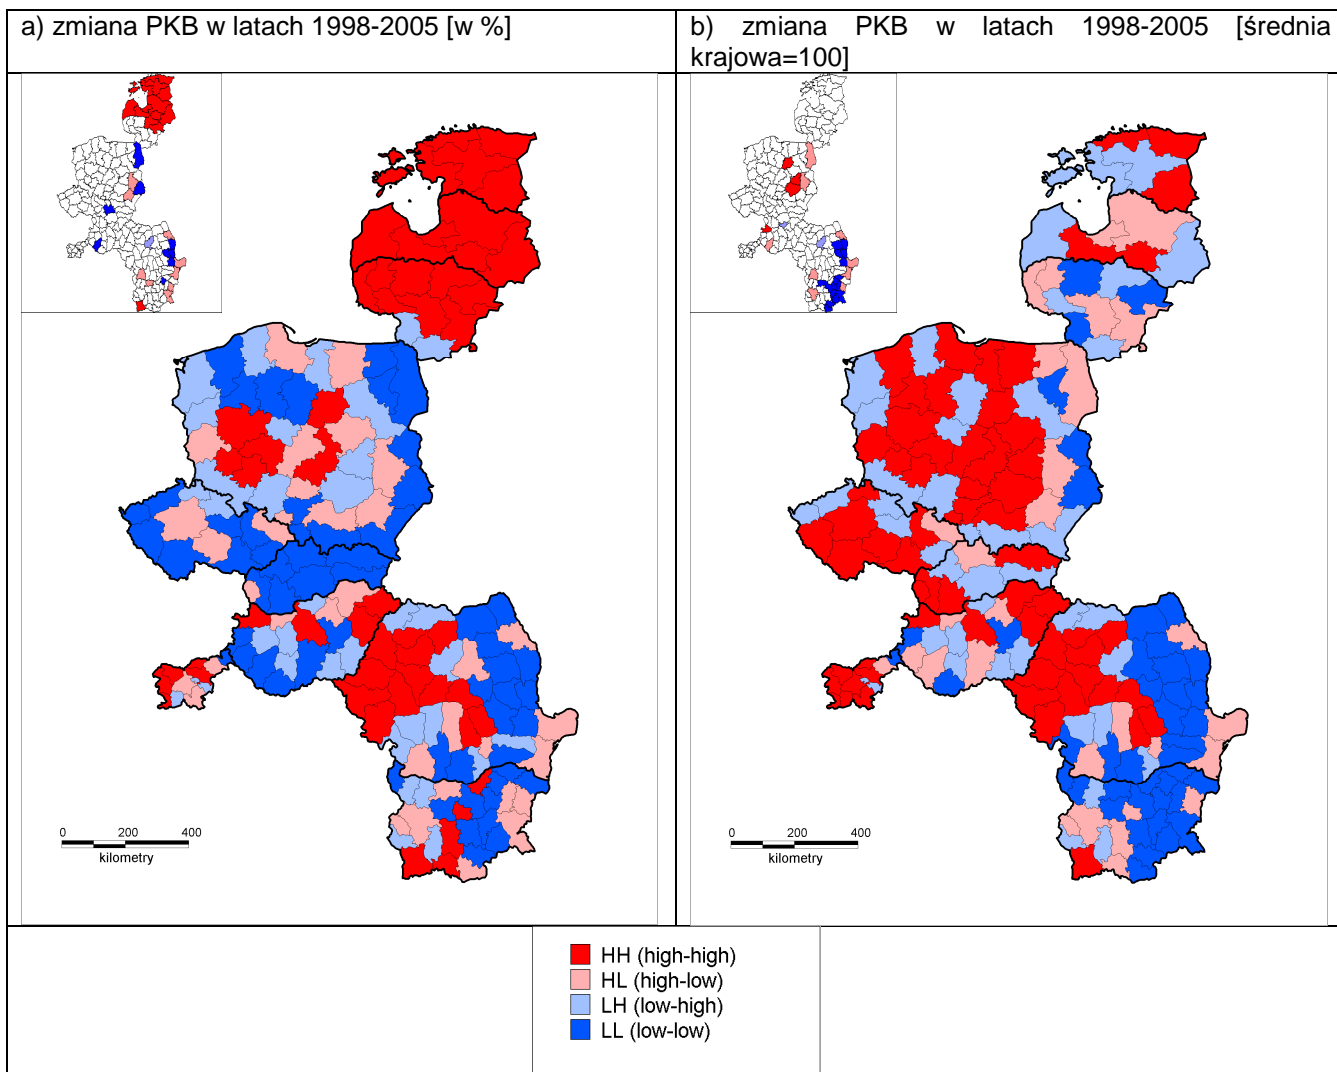 a) zmiana PKB w latach 1998-2005 [w %]
b) zmiana PKB w latach 1998-2005 [średnia
krajowa=100]
0 200 400
kilometry
0 200 400
kilometry
HH (high-high)
HL (high-low)
LH (low-high)
LL (low-low)